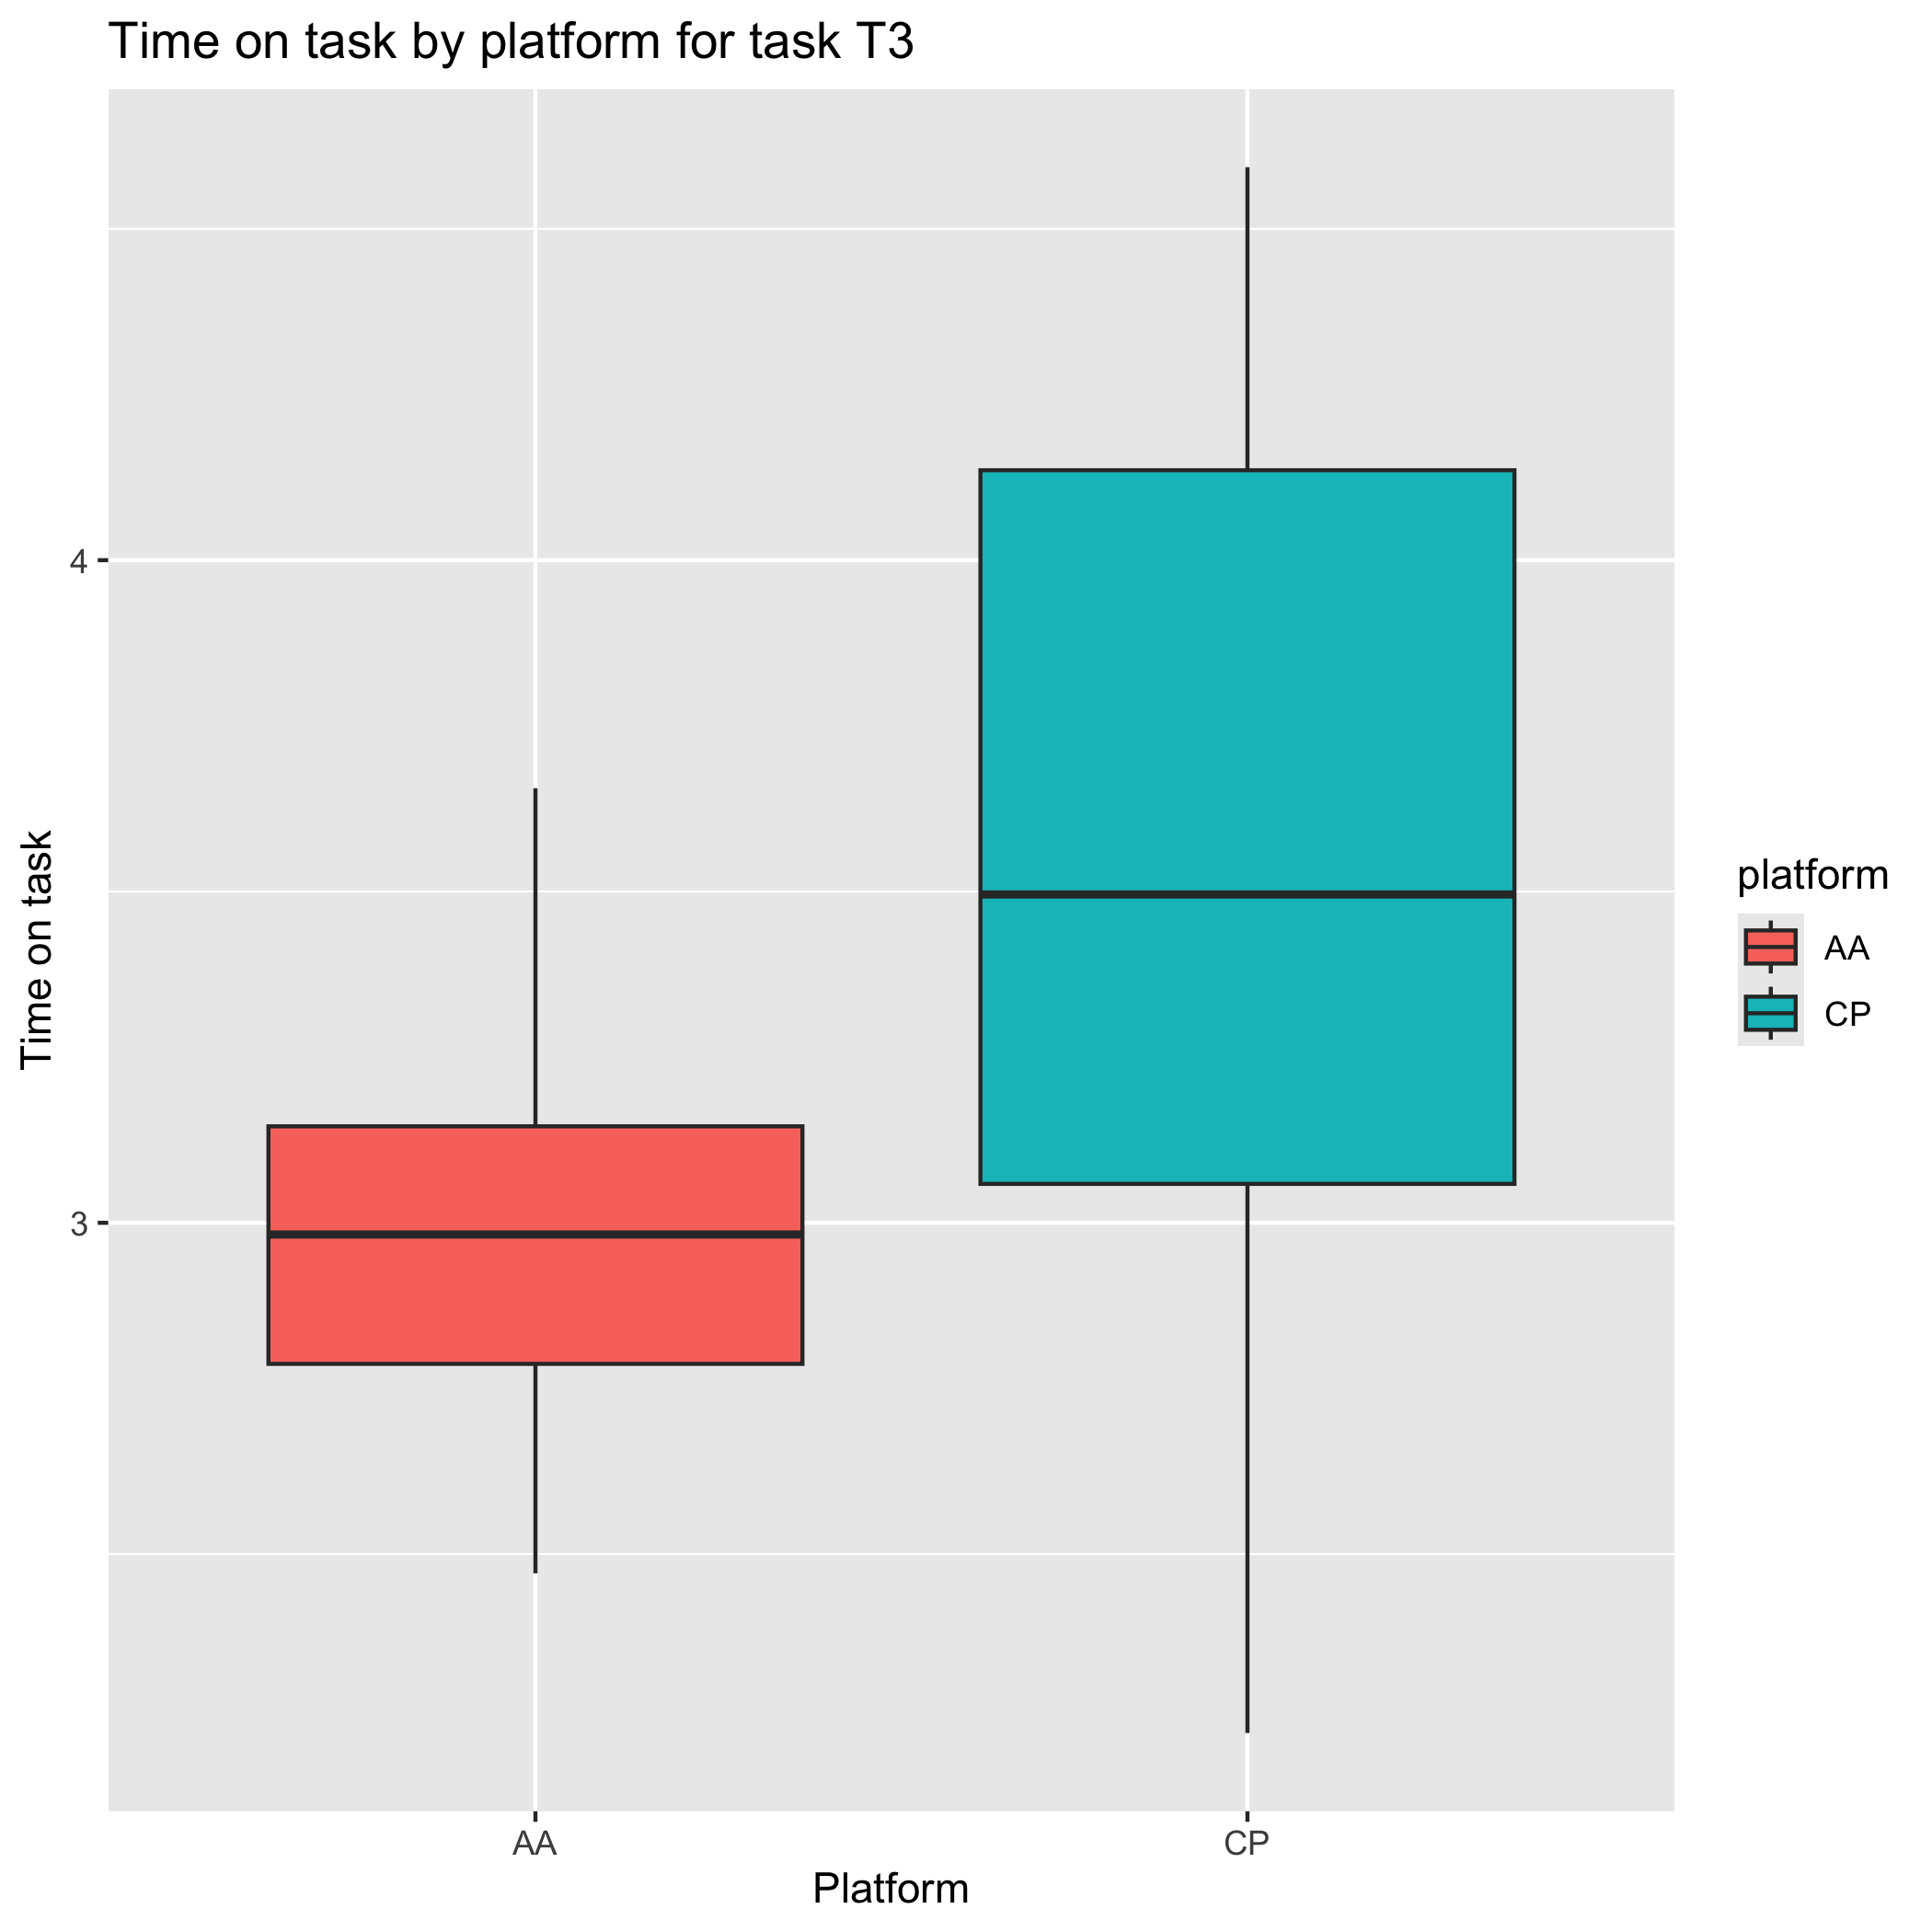 Time on task by platform for task T3
Time on task
4
3
AA
CP
Platform
platform
AA
CP